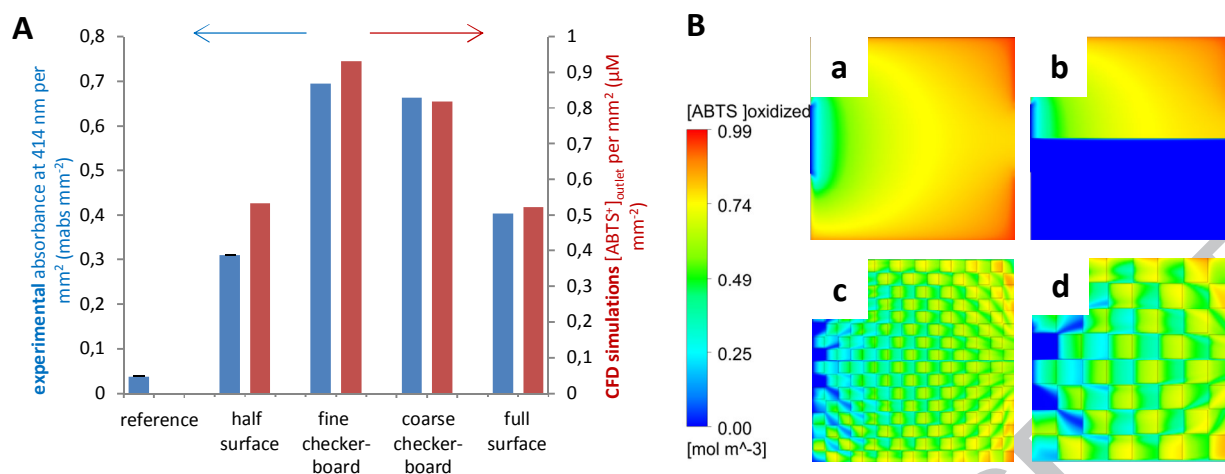 A
experimental absorbance at 414 nm per
mm² (mabs mm⁻²)
0,8
0,7
0,6
0,5
0,4
0,3
0,2
0,1
0
reference
half
surface
fine
checker-
board
coarse
checker-
board
full surface
1
0,9
0,8
0,7
0,6
0,5
0,4
0,3
0,2
0,1
0
CFD simulations [ABTS⁺]outlet per mm² (µM
mm⁻²)
B
[ABTS ]oxidized
0.99
0.74
0.49
0.25
0.00
[mol m^-3]
a
b
c
d